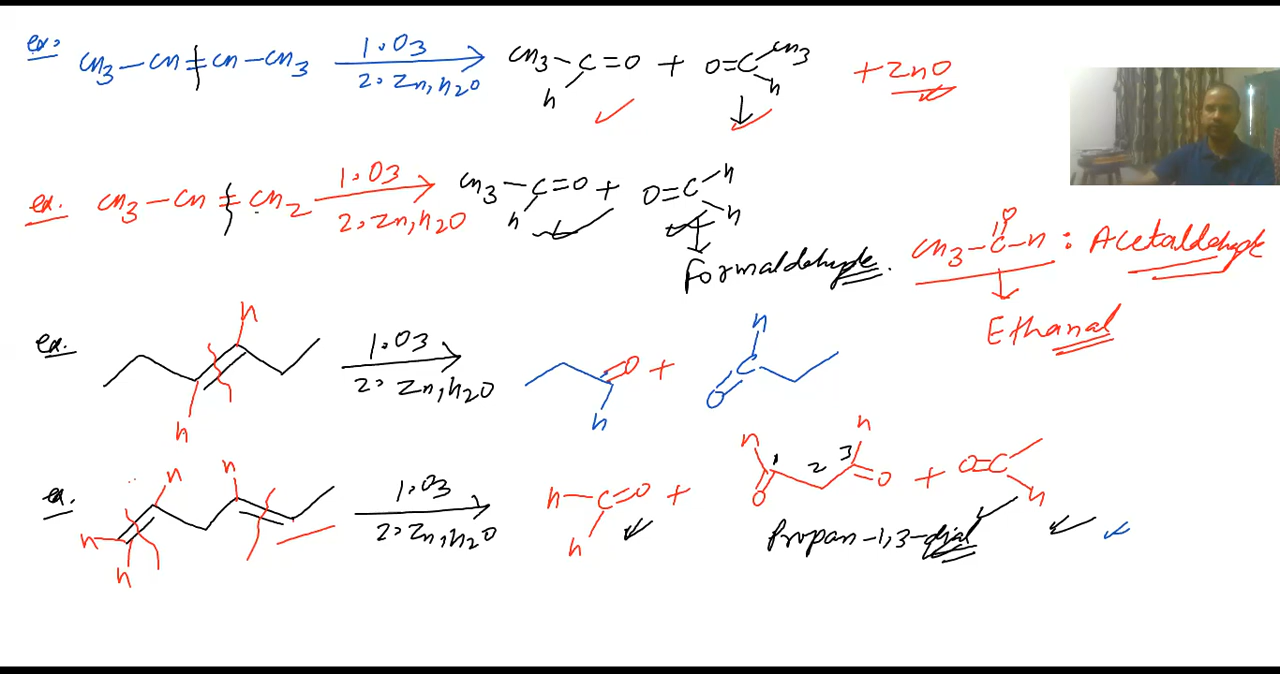 ex: CH3-CH=CH-CH3 1. O3 2. Zn, H2O CH3-C=O H + O=C CH3 H + ZnO
ex. CH3-CH=CH2 1. O3 2. Zn, H2O CH3-C=O H + O=C H H
Formaldehyde. CH3-C-H O : Acetaldehyde
Ethanal
ex. H H 1. O3 2. Zn, H2O O H + H C O
ex. H H H H 1. O3 2. Zn, H2O H-C=O H + H 1 O 2 3 H O + O=C H
Propan-1,3-dial